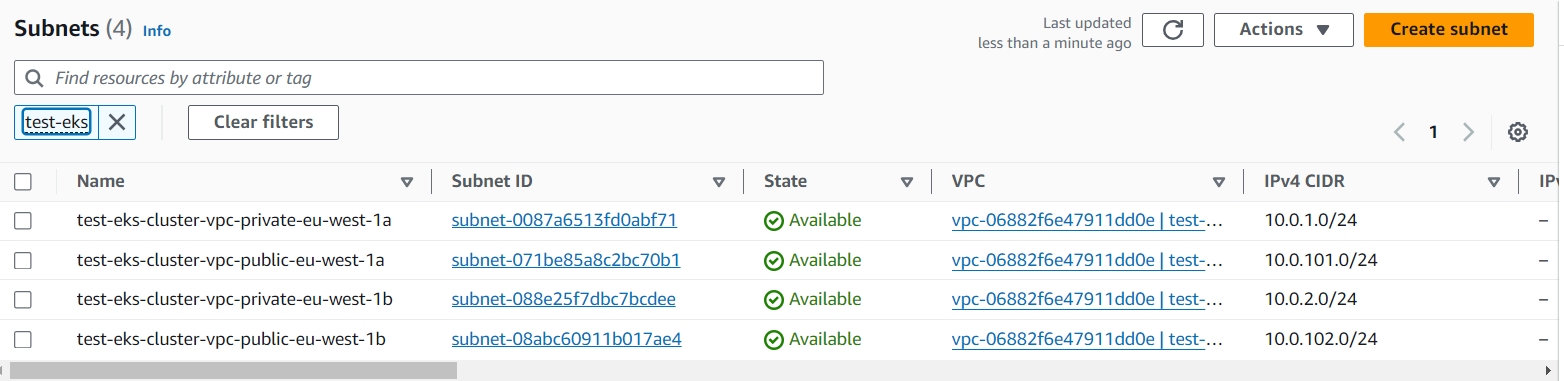 Subnets (4) Info
Last updated
less than a minute ago
Actions
Create subnet
Find resources by attribute or tag
test-eks
Clear filters
1
Name Subnet ID State VPC IPv4 CIDR IPv
test-eks-cluster-vpc-private-eu-west-1a subnet-0087a6513fd0abf71 Available vpc-06882f6e47911dd0e | test-... 10.0.1.0/24 –
test-eks-cluster-vpc-public-eu-west-1a subnet-071be85a8c2bc70b1 Available vpc-06882f6e47911dd0e | test-... 10.0.101.0/24 –
test-eks-cluster-vpc-private-eu-west-1b subnet-088e25f7dbc7bcdee Available vpc-06882f6e47911dd0e | test-... 10.0.2.0/24 –
test-eks-cluster-vpc-public-eu-west-1b subnet-08abc60911b017ae4 Available vpc-06882f6e47911dd0e | test-... 10.0.102.0/24 –